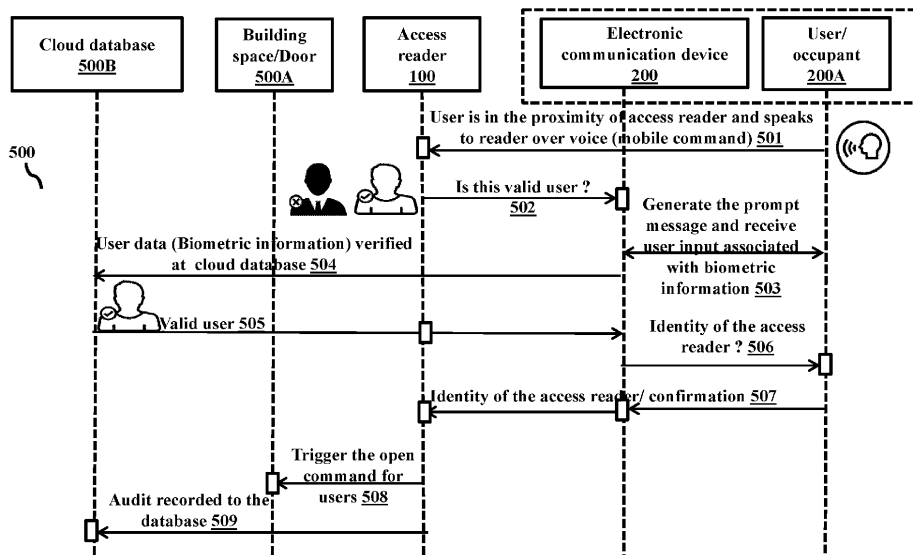 Cloud database
500B
Building
space/Door
500A
Access
reader
100
Electronic
communication device
200
User/
occupant
200A
User is in the proximity of access reader and speaks
to reader over voice (mobile command) 501
500
Is this valid user ?
502
Generate the prompt
message and receive
user input associated
with biometric
information 503
User data (Biometric information) verified
at cloud database 504
Valid user 505
Identity of the access
reader ? 506
Identity of the access reader/ confirmation 507
Trigger the open
command for
users 508
Audit recorded to the
database 509